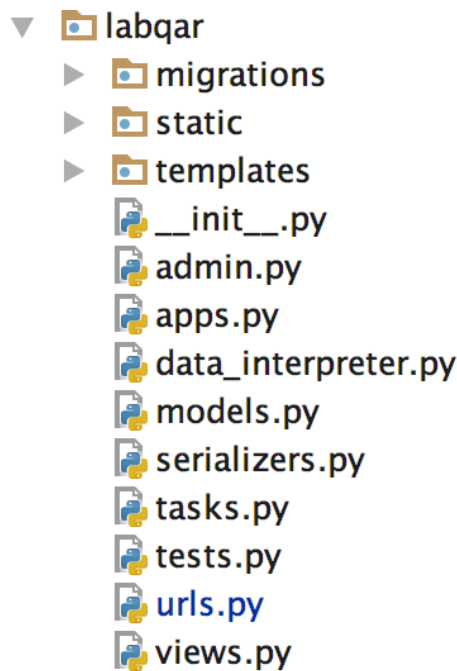 labqar
migrations
static
templates
__init__.py
admin.py
apps.py
data_interpreter.py
models.py
serializers.py
tasks.py
tests.py
urls.py
views.py